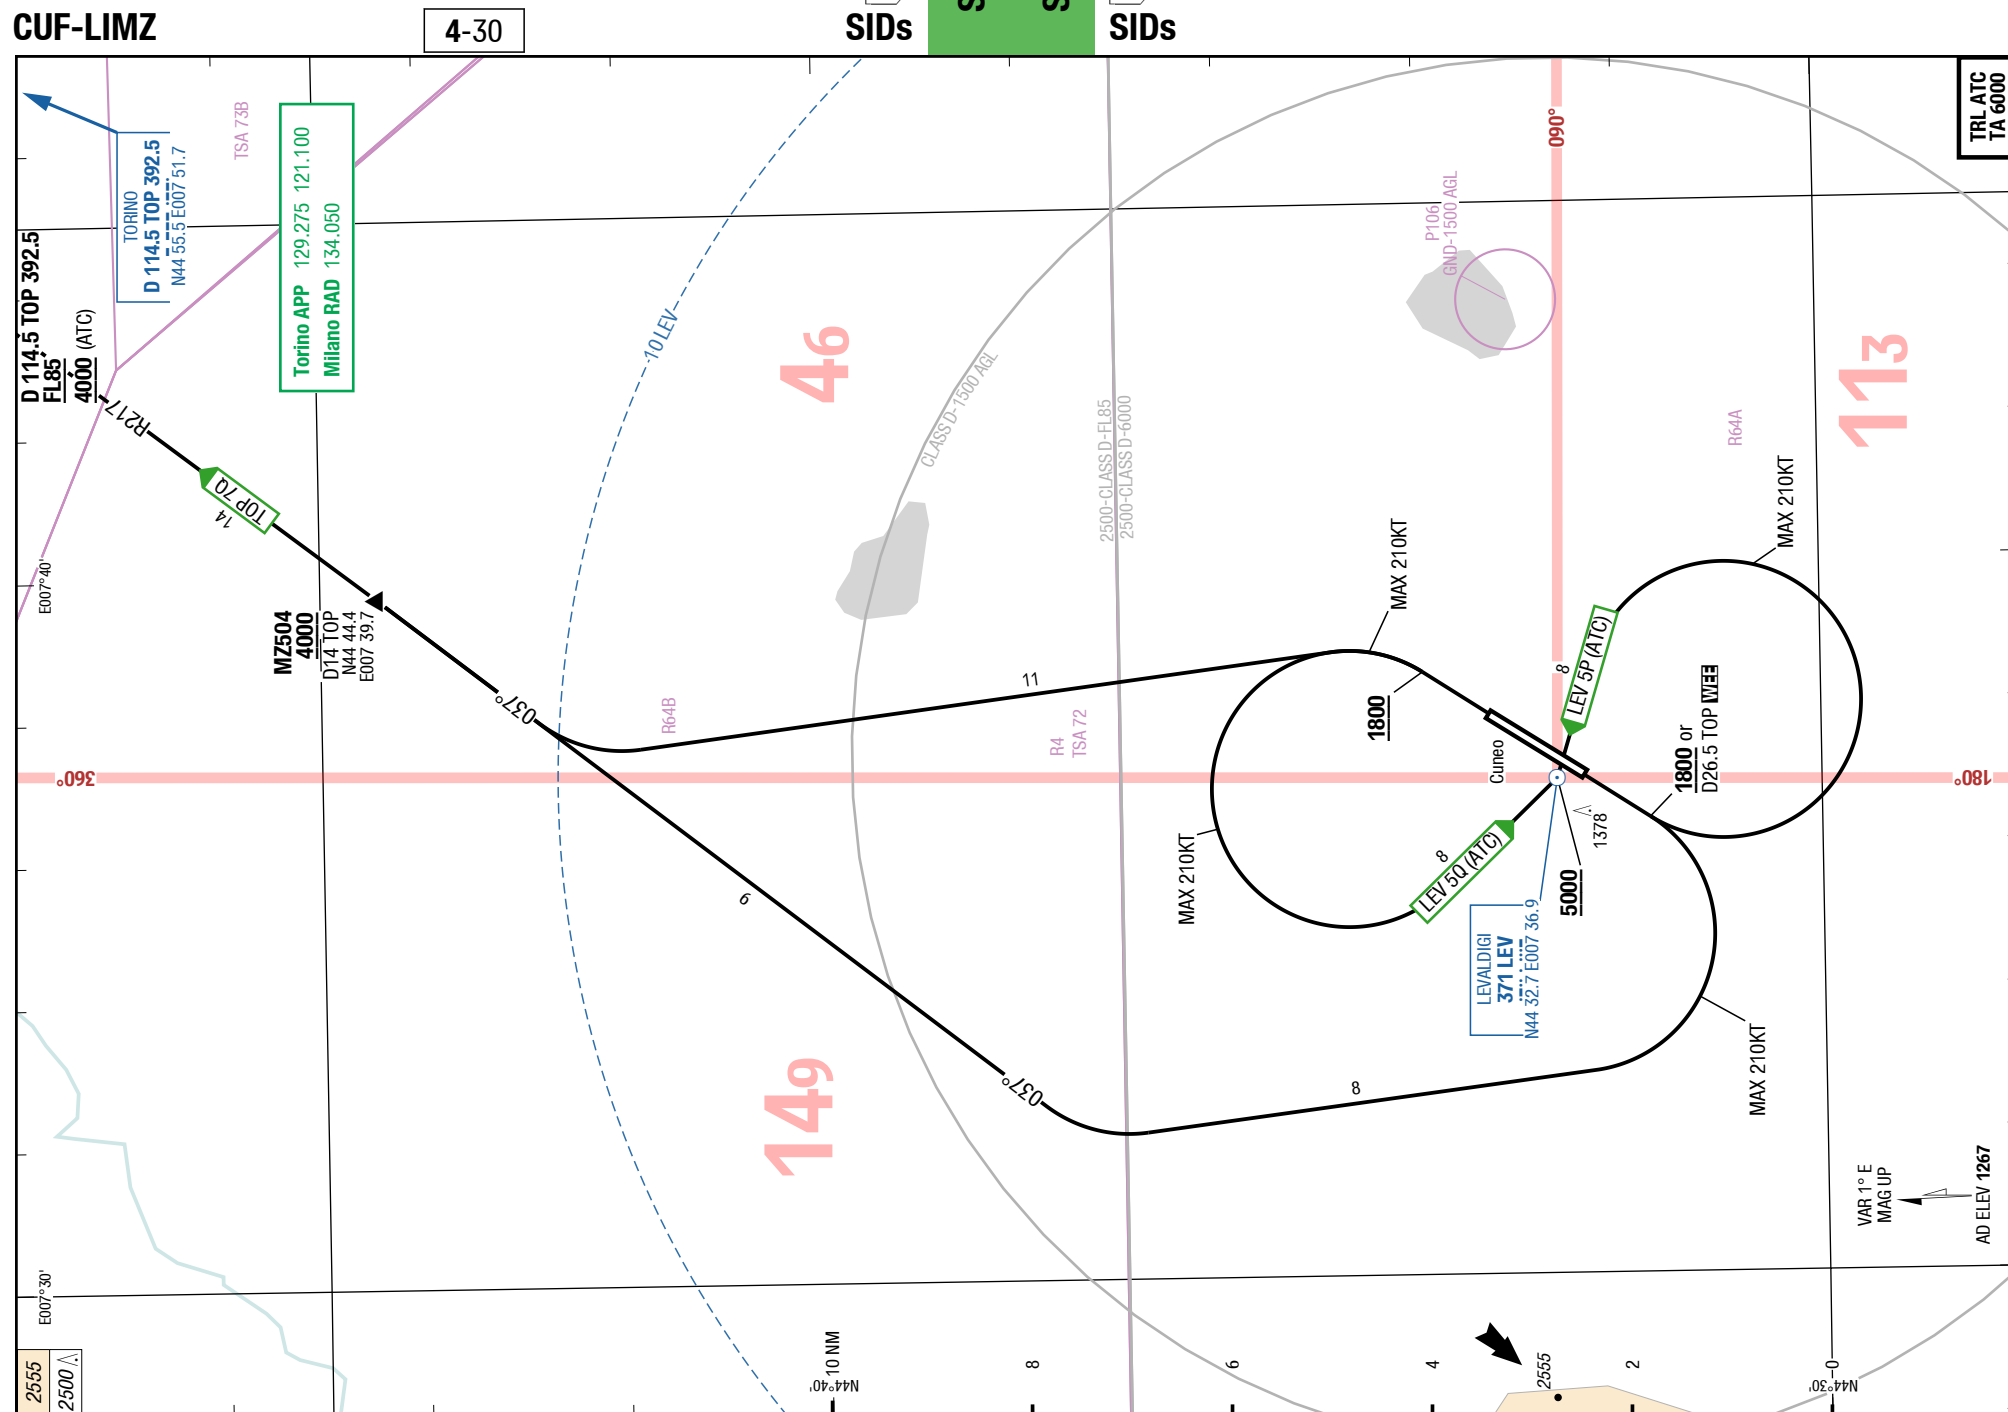 CUF-LIMZ
4-30
SIDs
SIDs
TRL ATC
TA 6000
TORINO
D 114.5 TOP 392.5
N44 55.5 E007 51.7
TSA 73B
Torino APP 129.275 121.100
Milano RAD 134.050
D 114.5 TOP 392.5
FL85
4000 (ATC)
R217
TOP 7Q
14
E007°40'
MZ504
4000
D14 TOP
N44 44.4
E007 39.7
037°
R64B
10 LEV
46
CLASS D-1500 AGL
2500-CLASS D-FL85
2500-CLASS D-6000
090°
P106
GND-1500 AGL
R64A
113
MAX 210KT
MAX 210KT
11
R4
TSA 72
1800
Cuneo
8
LEV 5P (ATC)
1800 or
D26.5 TOP WEE
360°
180°
MAX 210KT
8
LEV 5Q (ATC)
1378
5000
LEVALDIGI
371 LEV
N44 32.7 E007 36.9
6
037°
8
MAX 210KT
149
VAR 1° E
MAG UP
AD ELEV 1267
E007°30'
2555
2500
10 NM
8
6
4
2
0
N44°40'
N44°30'
2555